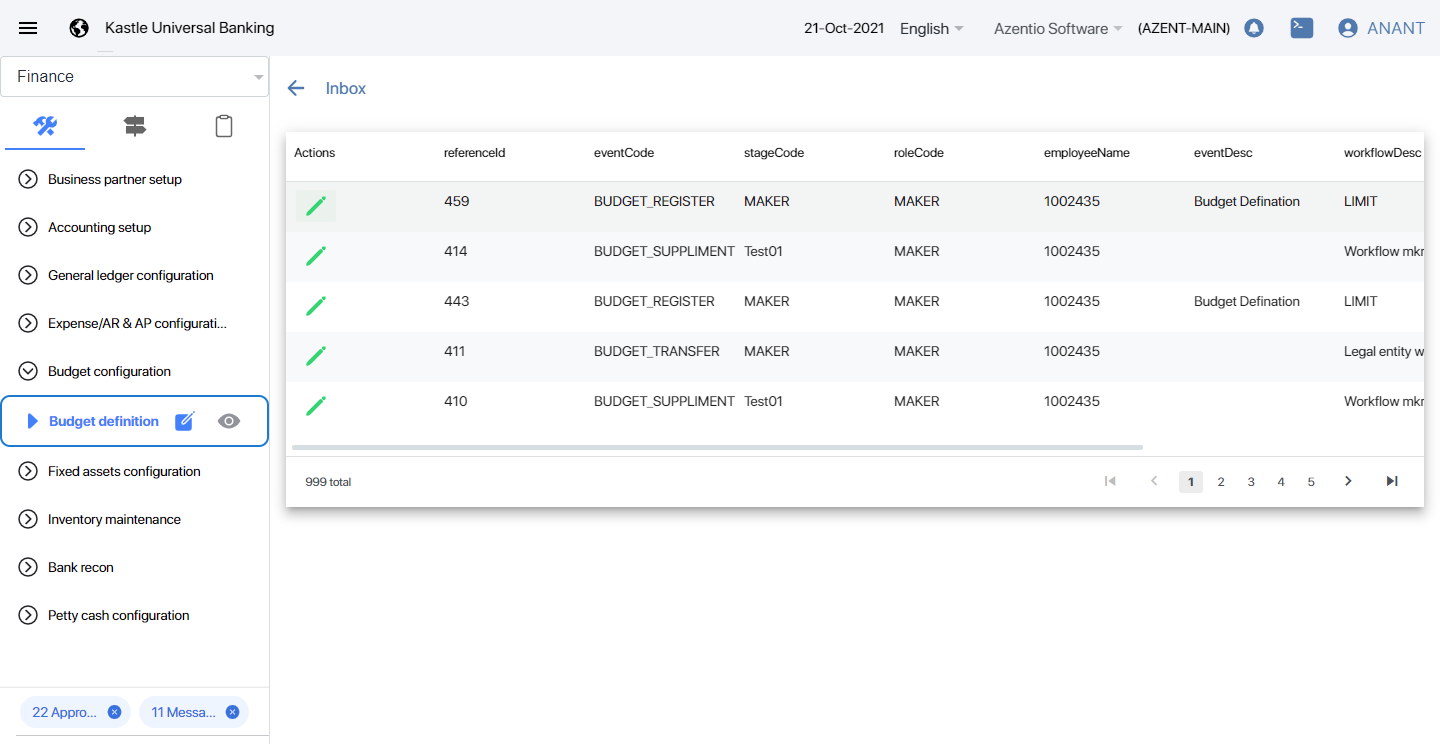 Kastle Universal Banking
21-Oct-2021 English Azentio Software (AZENT-MAIN) ANANT
Finance
Business partner setup
Accounting setup
General ledger configuration
Expense/AR & AP configurati...
Budget configuration
Budget definition
Fixed assets configuration
Inventory maintenance
Bank recon
Petty cash configuration
22 Appro... 11 Messa...
Inbox
Actions referenceId eventCode stageCode roleCode employeeName eventDesc workflowDesc
459 BUDGET_REGISTER MAKER MAKER 1002435 Budget Defination LIMIT
414 BUDGET_SUPPLIMENT Test01 MAKER 1002435 Workflow mkr
443 BUDGET_REGISTER MAKER MAKER 1002435 Budget Defination LIMIT
411 BUDGET_TRANSFER MAKER MAKER 1002435 Legal entity w
410 BUDGET_SUPPLIMENT Test01 MAKER 1002435 Workflow mkr
999 total 1 2 3 4 5